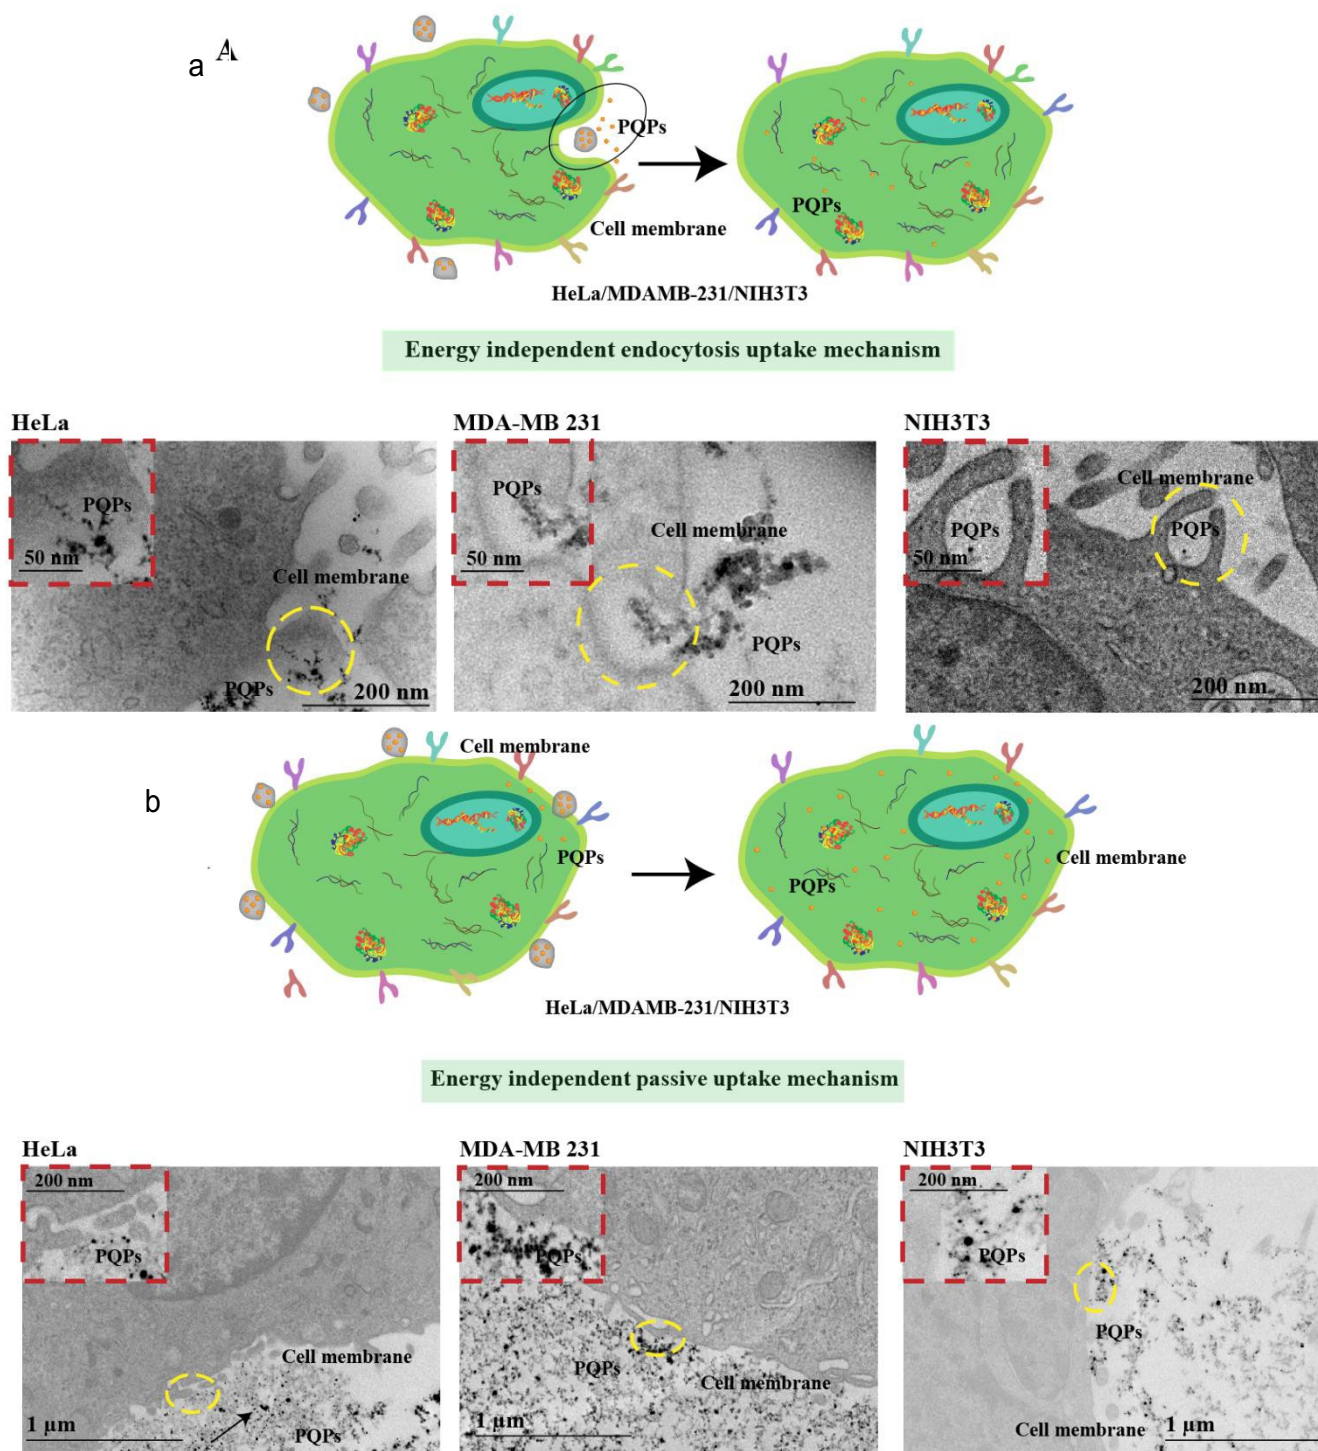 a
A
PQPs
PQPs
Cell membrane
HeLa/MDAMB-231/NIH3T3
Energy independent endocytosis uptake mechanism
HeLa
PQPs
50 nm
Cell membrane
PQPs
200 nm
MDA-MB 231
PQPs
50 nm
Cell membrane
PQPs
200 nm
NIH3T3
Cell membrane
PQPs
PQPs
50 nm
200 nm
Cell membrane
b
PQPs
PQPs
Cell membrane
HeLa/MDAMB-231/NIH3T3
Energy independent passive uptake mechanism
HeLa
200 nm
PQPs
Cell membrane
1 µm
PQPs
MDA-MB 231
200 nm
PQPs
PQPs
Cell membrane
1 µm
NIH3T3
200 nm
PQPs
PQPs
Cell membrane
1 µm